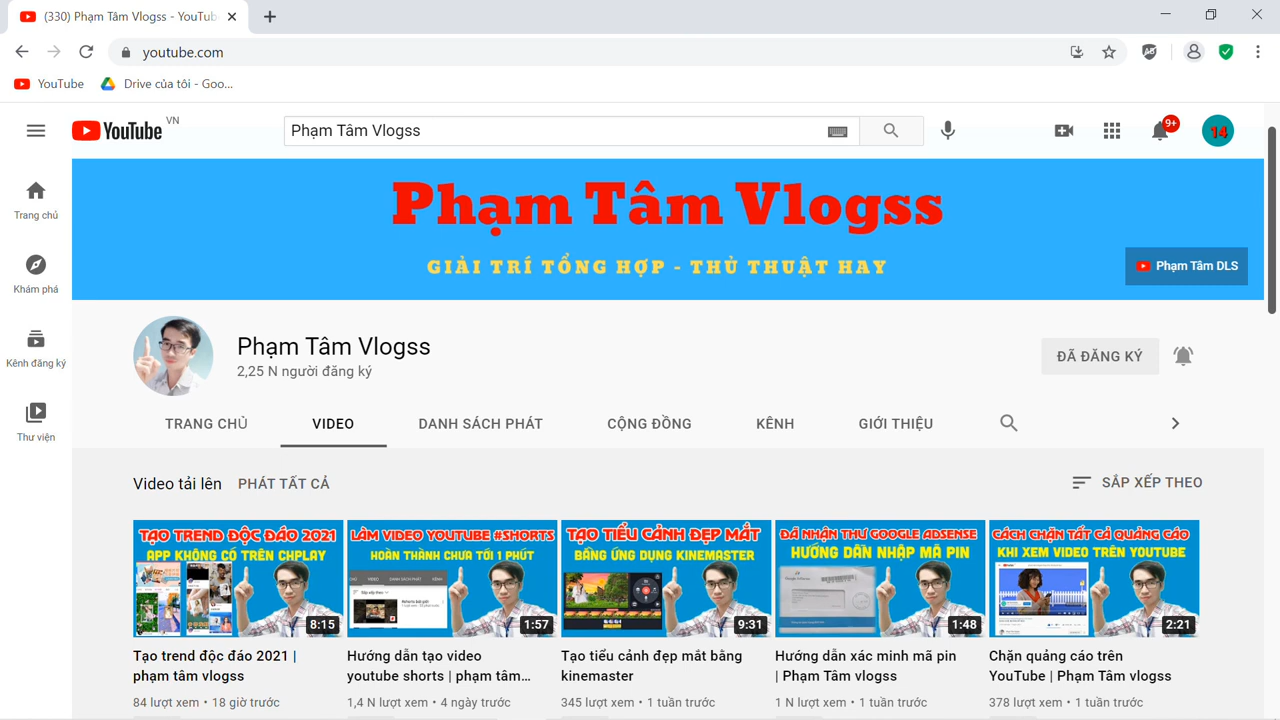 (330) Phạm Tâm Vlogss - YouTub
youtube.com
YouTube
Drive của tôi - Goo...
YouTube VN
Phạm Tâm Vlogss
9+
14
Trang chủ
Khám phá
Kênh đăng ký
Thư viện
Phạm Tâm Vlogss
GIẢI TRÍ TỔNG HỢP - THỦ THUẬT HAY
Phạm Tâm DLS
Phạm Tâm Vlogss
2,25 N người đăng ký
ĐÃ ĐĂNG KÝ
TRANG CHỦ VIDEO DANH SÁCH PHÁT CỘNG ĐỒNG KÊNH GIỚI THIỆU
Video tải lên PHÁT TẤT CẢ
SẮP XẾP THEO
TẠO TREND ĐỘC ĐÁO 2021
APP KHÔNG CÓ TRÊN CHPLAY
8:15
Tạo trend độc đáo 2021 |
phạm tâm vlogss
84 lượt xem • 18 giờ trước
LÀM VIDEO YOUTUBE #SHORTS
HOÀN THÀNH CHƯA TỚI 1 PHÚT
1:57
Hướng dẫn tạo video
youtube shorts | phạm tâm...
1,4 N lượt xem • 4 ngày trước
TẠO TIỂU CẢNH ĐẸP MẮT
BẰNG ỨNG DỤNG KINEMASTER
9:31
Tạo tiểu cảnh đẹp mắt bằng
kinemaster
345 lượt xem • 1 tuần trước
ĐÃ NHẬN THƯ GOOGLE ADSENSE
HƯỚNG DẪN NHẬP MÃ PIN
1:48
Hướng dẫn xác minh mã pin
| Phạm Tâm vlogss
1 N lượt xem • 1 tuần trước
CÁCH CHẶN TẤT CẢ QUẢNG CÁO
KHI XEM VIDEO TRÊN YOUTUBE
2:21
Chặn quảng cáo trên
YouTube | Phạm Tâm vlogss
378 lượt xem • 1 tuần trước